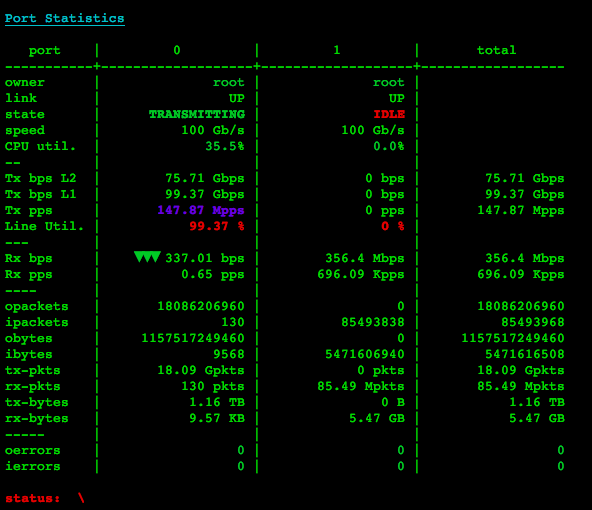 Port Statistics
port | 0 | 1 | total
-----------+-------------------+-------------------+------------------
owner | root | root |
link | UP | UP |
state | TRANSMITTING | IDLE |
speed | 100 Gb/s | 100 Gb/s |
CPU util. | 35.5% | 0.0% |
-- | | |
Tx bps L2 | 75.71 Gbps | 0 bps | 75.71 Gbps
Tx bps L1 | 99.37 Gbps | 0 bps | 99.37 Gbps
Tx pps | 147.87 Mpps | 0 pps | 147.87 Mpps
Line Util. | 99.37 % | 0 % |
--- | | |
Rx bps | ▼▼▼ 337.01 bps | 356.4 Mbps | 356.4 Mbps
Rx pps | 0.65 pps | 696.09 Kpps | 696.09 Kpps
---- | | |
opackets | 18086206960 | 0 | 18086206960
ipackets | 130 | 85493838 | 85493968
obytes | 1157517249460 | 0 | 1157517249460
ibytes | 9568 | 5471606940 | 5471616508
tx-pkts | 18.09 Gpkts | 0 pkts | 18.09 Gpkts
rx-pkts | 130 pkts | 85.49 Mpkts | 85.49 Mpkts
tx-bytes | 1.16 TB | 0 B | 1.16 TB
rx-bytes | 9.57 KB | 5.47 GB | 5.47 GB
----- | | |
oerrors | 0 | 0 | 0
ierrors | 0 | 0 | 0
status: \